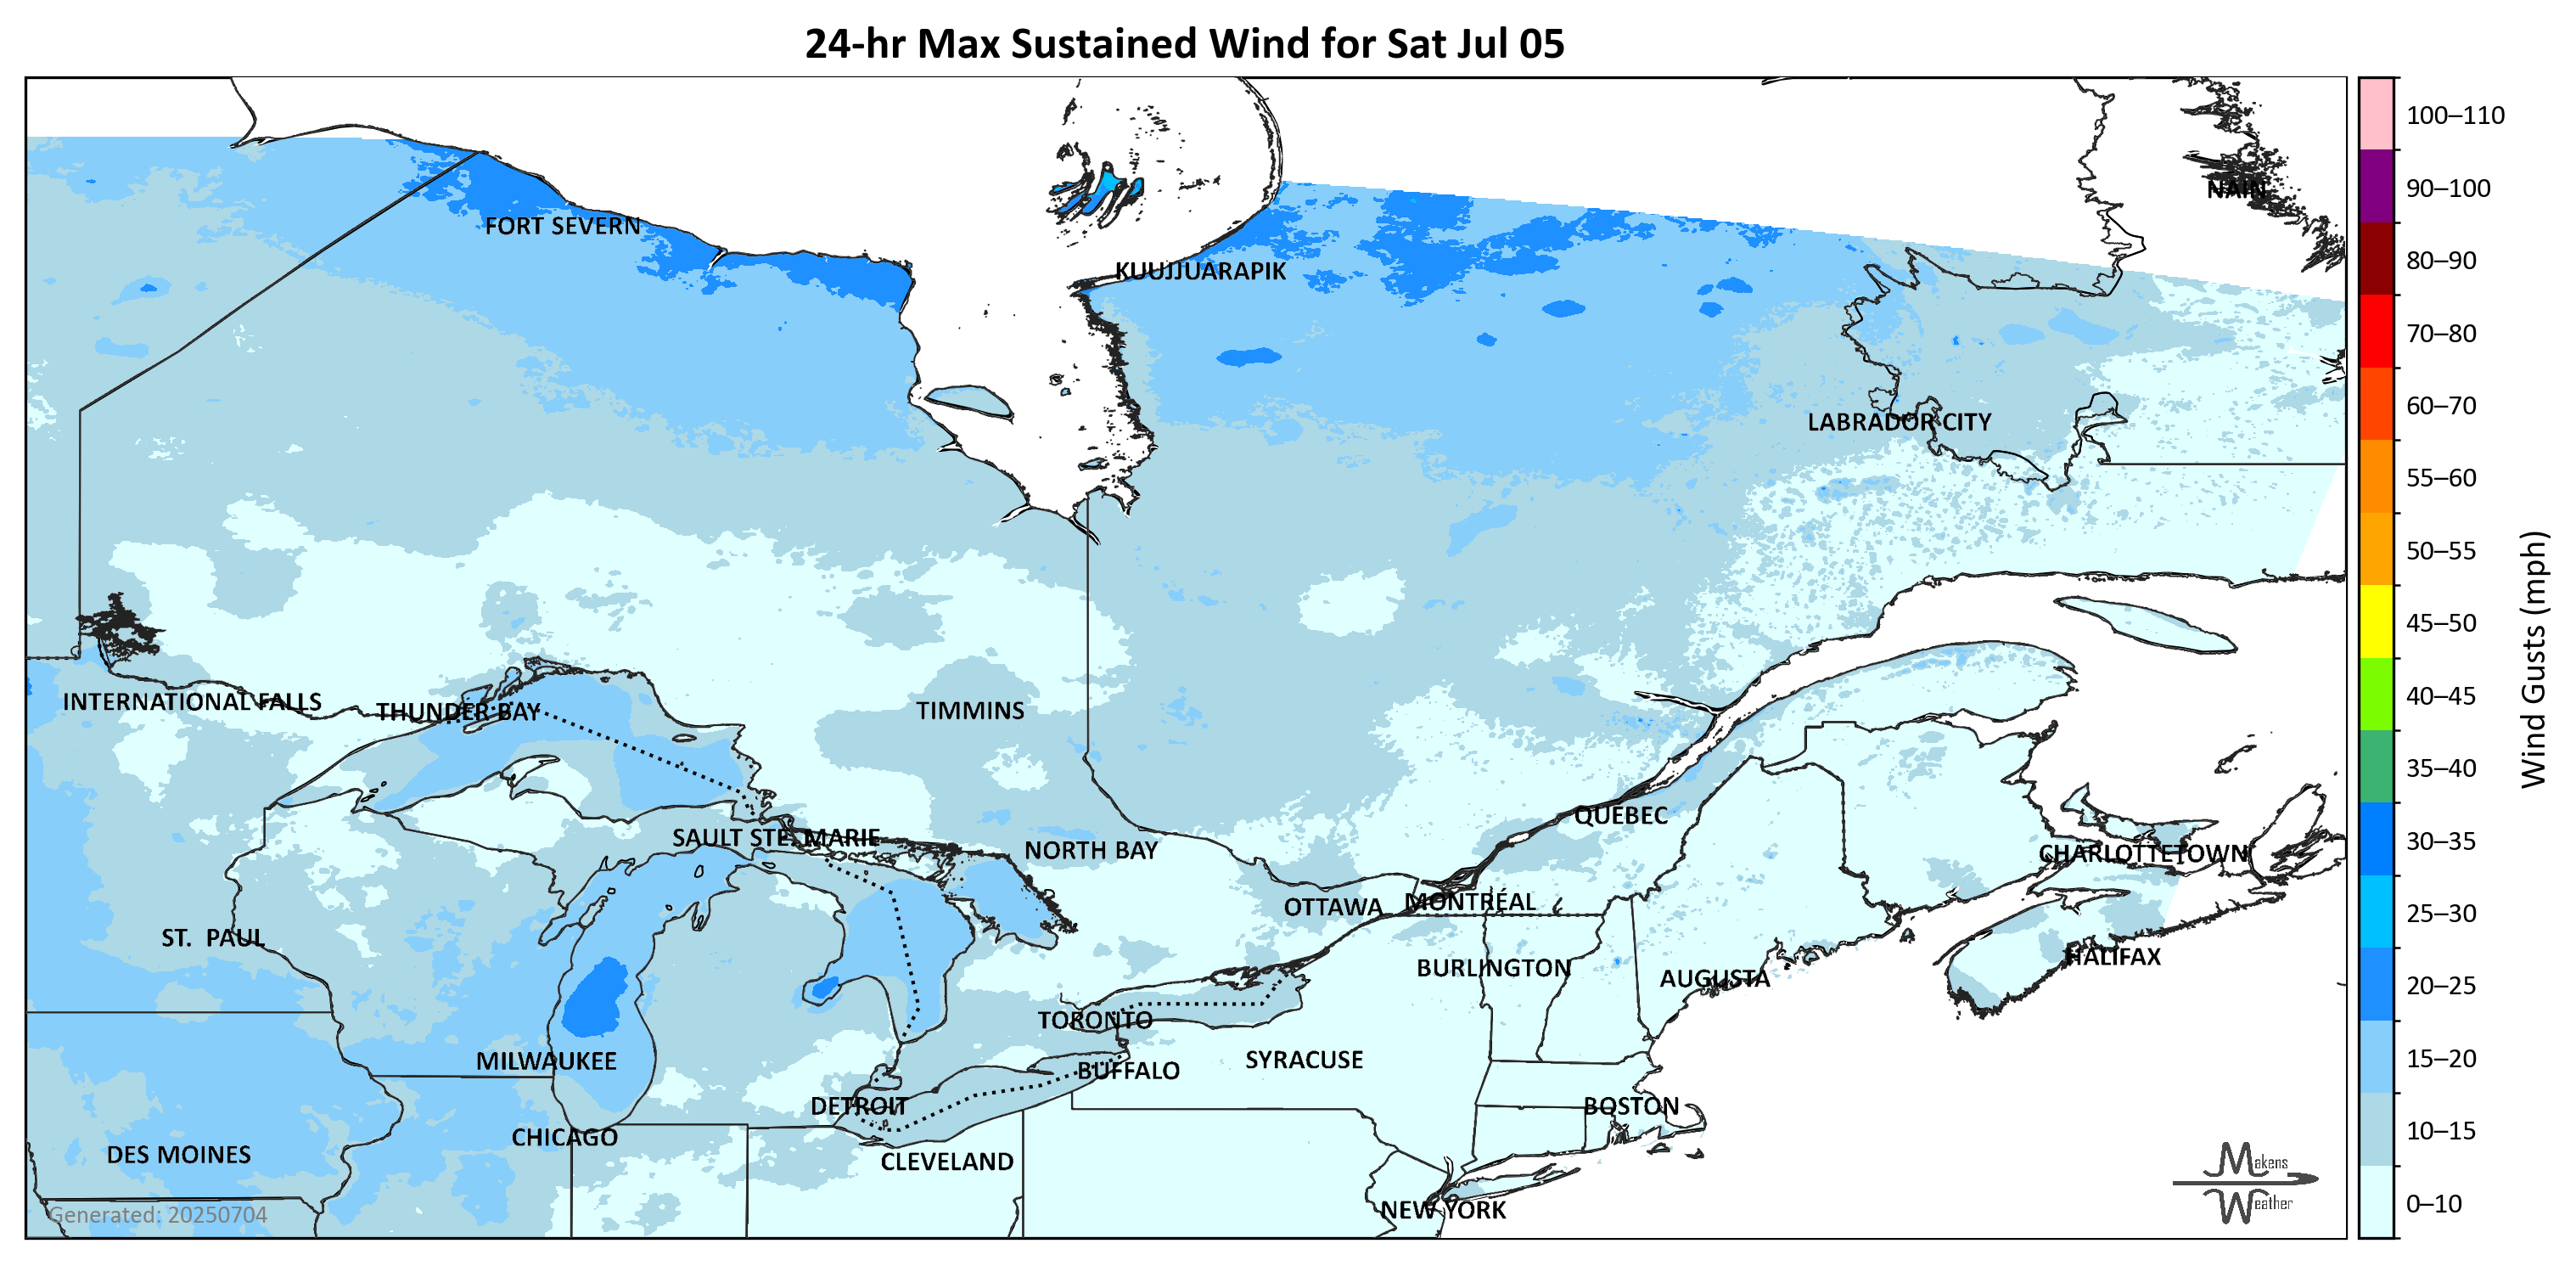 24-hr Max Sustained Wind for Sat Jul 05
NAIN
FORT SEVERN
KUUJJUARAPIK
LABRADOR CITY
INTERNATIONAL FALLS
THUNDER BAY
TIMMINS
QUÉBEC
SAULT STE. MARIE
NORTH BAY
CHARLOTTETOWN
OTTAWA
MONTRÉAL
ST. PAUL
HALIFAX
BURLINGTON
AUGUSTA
TORONTO
MILWAUKEE
BUFFALO
SYRACUSE
DETROIT
BOSTON
CHICAGO
DES MOINES
CLEVELAND
NEW YORK
Generated: 20250704
Makens
Weather
100–110
90–100
80–90
70–80
60–70
55–60
50–55
45–50
40–45
35–40
30–35
25–30
20–25
15–20
10–15
0–10
Wind Gusts (mph)